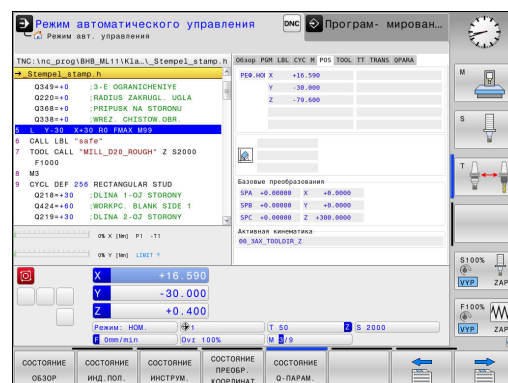 Режим автоматического управления
Режим авт. управления
DNC
Програм- мирован...
TNC:\nc_prog\BHB_ML11\Kla…\_Stempel_stamp.h
→_Stempel_stamp.h
Q349=+0 ;3-E OGRANICHENIYE
Q220=+0 ;RADIUS ZAKRUGL. UGLA
Q368=+0 ;PRIPUSK NA STORONU
Q338=+0 ;WREZ. CHISTOW.OBR.
5 L Y-30 X+30 R0 FMAX M99
6 CALL LBL "safe"
7 TOOL CALL "MILL_D20_ROUGH" Z S2000
F1000
8 M3
9 CYCL DEF 256 RECTANGULAR STUD
Q218=+30 ;DLINA 1-OJ STORONY
Q424=+60 ;WORKPC. BLANK SIDE 1
Q219=+30 ;DLINA 2-OJ STORONY
0% X [Nm] P1 -T1
0% Y [Nm] LIMIT ?
Обзор PGM LBL CYC M POS TOOL TT TRANS QPARA
РЕФ.НОМ X +16.590
Y -30.000
Z -79.600
Базовые преобразования
SPA +0.00000 X +0.0000
SPB +0.00000 Y +0.0000
SPC +0.00000 Z +300.0000
Активная кинематика
00_3AX_TOOLDIR_Z
X +16.590
Y -30.000
Z +0.400
Режим: НОМ. 1 T 50 Z S 2000
F 0mm/min Ovr 100% M 3/9
M
S
T
S100%
VYP ZAP
F100%
VYP ZAP
СОСТОЯНИЕ ОБЗОР
СОСТОЯНИЕ ИНД.ПОЛ.
СОСТОЯНИЕ ИНСТРУМ.
СОСТОЯНИЕ ПРЕОБР. КООРДИНАТ
СОСТОЯНИЕ Q-ПАРАМ.